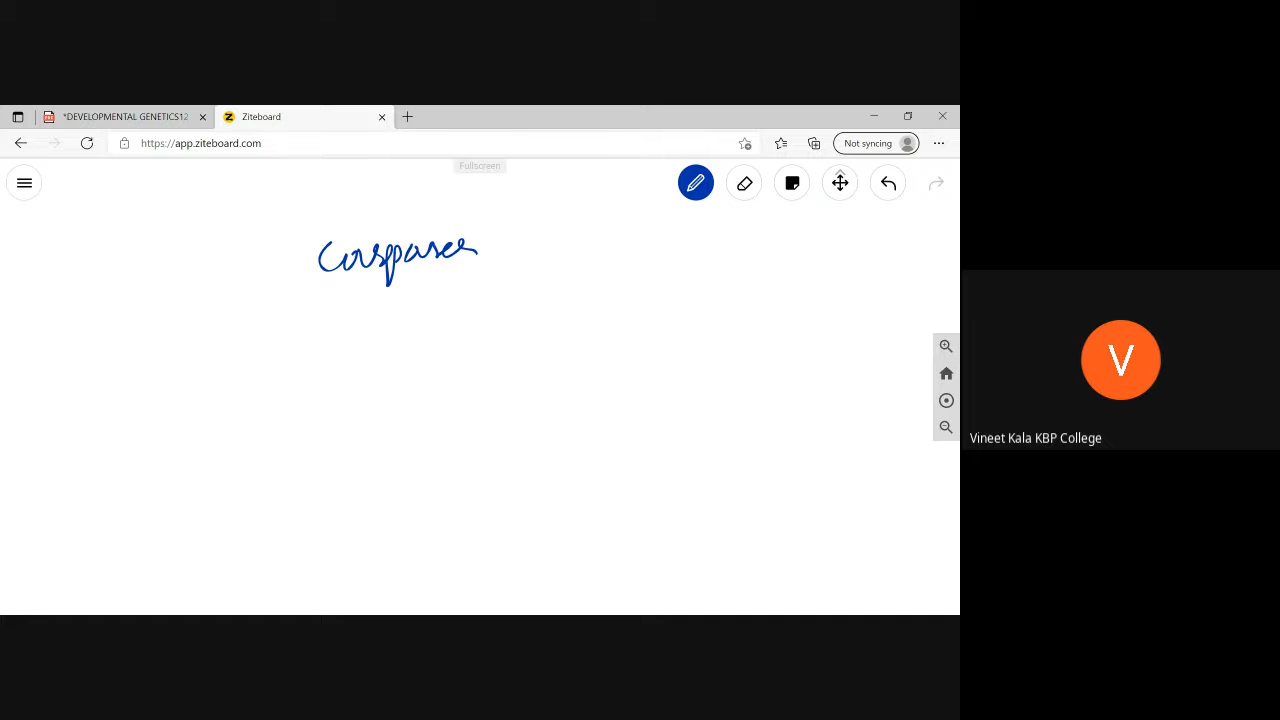 *DEVELOPMENTAL GENETICS12
Ziteboard
https://app.ziteboard.com
Not syncing
Fullscreen
Caspases
V
Vineet Kala KBP College